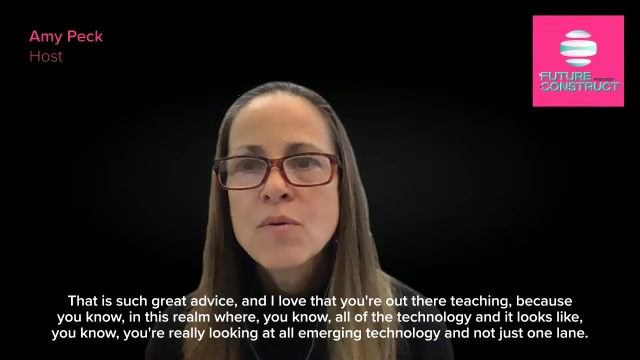 Amy Peck
Host
FUTURE
PODCAST
CONSTRUCT
That is such great advice, and I love that you're out there teaching, because
you know, in this realm where, you know, all of the technology and it looks like,
you know, you're really looking at all emerging technology and not just one lane.